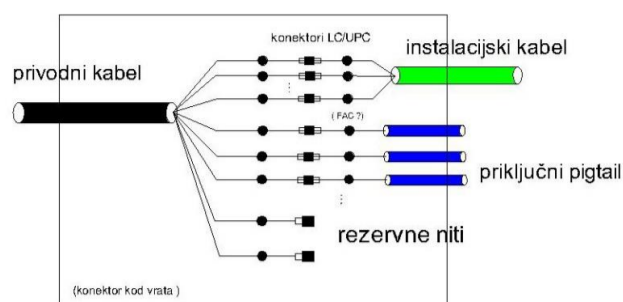 konektori LC/UPC
instalacijski kabel
privodni kabel
( FAC ?)
priključni pigtail
rezervne niti
(konektor kod vrata )